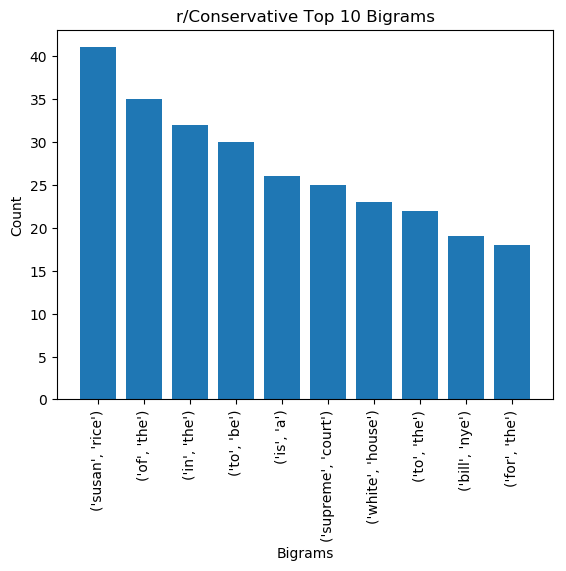 r/Conservative Top 10 Bigrams
Count
40
35
30
25
20
15
10
5
0
('susan', 'rice')
('of', 'the')
('in', 'the')
('to', 'be')
('is', 'a')
('supreme', 'court')
('white', 'house')
('to', 'the')
('bill', 'nye')
('for', 'the')
Bigrams